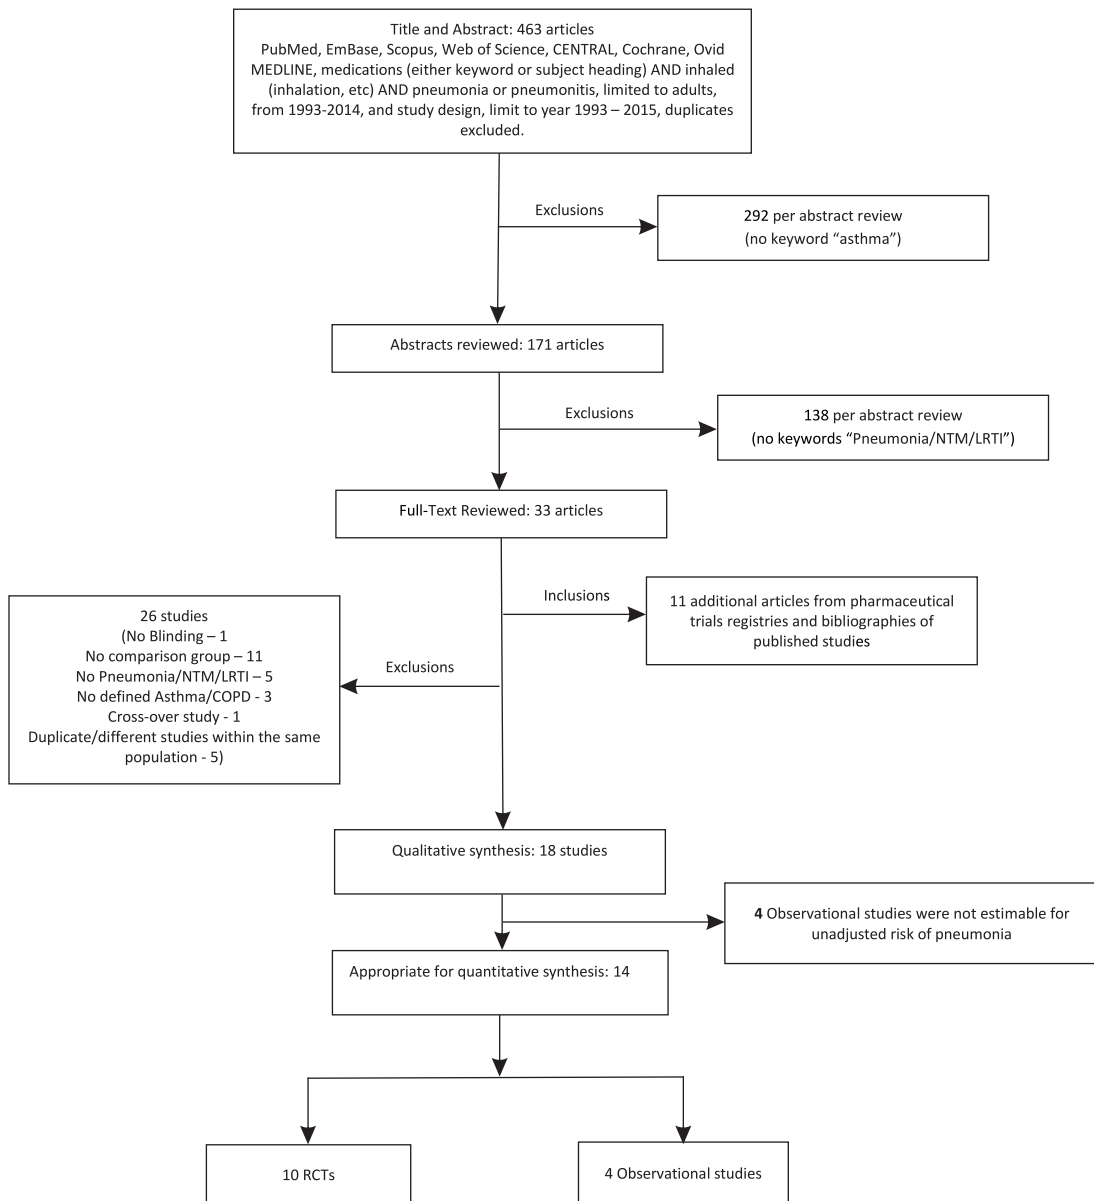 Title and Abstract: 463 articles
PubMed, EmBase, Scopus, Web of Science, CENTRAL, Cochrane, Ovid
MEDLINE, medications (either keyword or subject heading) AND inhaled
(inhalation, etc) AND pneumonia or pneumonitis, limited to adults,
from 1993-2014, and study design, limit to year 1993 – 2015, duplicates
excluded.
Exclusions
292 per abstract review
(no keyword “asthma”)
Abstracts reviewed: 171 articles
Exclusions
138 per abstract review
(no keywords “Pneumonia/NTM/LRTI”)
Full-Text Reviewed: 33 articles
Inclusions
11 additional articles from pharmaceutical
trials registries and bibliographies of
published studies
26 studies
(No Blinding – 1
No comparison group – 11
No Pneumonia/NTM/LRTI – 5
No defined Asthma/COPD - 3
Cross-over study - 1
Duplicate/different studies within the same
population - 5)
Exclusions
Qualitative synthesis: 18 studies
4 Observational studies were not estimable for
unadjusted risk of pneumonia
Appropriate for quantitative synthesis: 14
10 RCTs
4 Observational studies